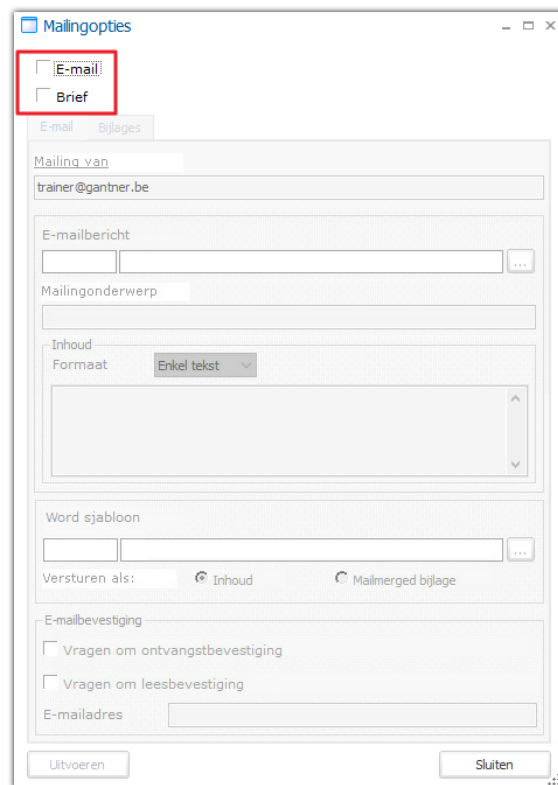 Mailingopties
E-mail
Brief
E-mail Bijlages
Mailing van
trainer@gantner.be
E-mailbericht
...
Mailingonderwerp
Inhoud
Formaat Enkel tekst
Word sjabloon
...
Versturen als: Inhoud Mailmerged bijlage
E-mailbevestiging
Vragen om ontvangstbevestiging
Vragen om leesbevestiging
E-mailadres
Uitvoeren Sluiten